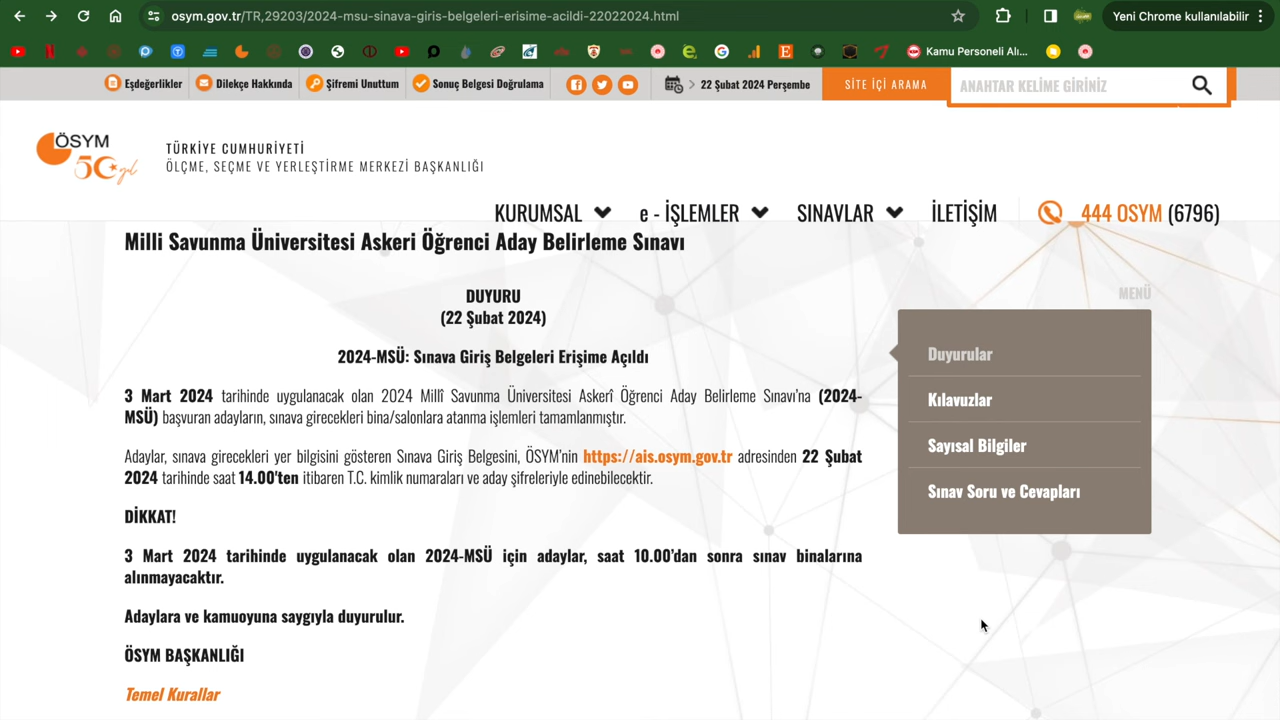 osym.gov.tr/TR,29203/2024-msu-sinava-giris-belgeleri-erisime-acildi-22022024.html
Yeni Chrome kullanılabilir
Kamu Personeli Alı...
Eşdeğerlikler
Dilekçe Hakkında
Şifremi Unuttum
Sonuç Belgesi Doğrulama
22 Şubat 2024 Perşembe
SİTE İÇİ ARAMA
ANAHTAR KELİME GİRİNİZ
ÖSYM
50 yıl
TÜRKİYE CUMHURİYETİ
ÖLÇME, SEÇME VE YERLEŞTİRME MERKEZİ BAŞKANLIĞI
KURUMSAL
e - İŞLEMLER
SINAVLAR
İLETİŞİM
444 OSYM (6796)
Milli Savunma Üniversitesi Askeri Öğrenci Aday Belirleme Sınavı
DUYURU
(22 Şubat 2024)
2024-MSÜ: Sınava Giriş Belgeleri Erişime Açıldı
3 Mart 2024 tarihinde uygulanacak olan 2024 Millî Savunma Üniversitesi Askerî Öğrenci Aday Belirleme Sınavı'na (2024-
MSÜ) başvuran adayların, sınava girecekleri bina/salonlara atanma işlemleri tamamlanmıştır.
Adaylar, sınava girecekleri yer bilgisini gösteren Sınava Giriş Belgesini, ÖSYM'nin https://ais.osym.gov.tr adresinden 22 Şubat
2024 tarihinde saat 14.00'ten itibaren T.C. kimlik numaraları ve aday şifreleriyle edinebilecektir.
DİKKAT!
3 Mart 2024 tarihinde uygulanacak olan 2024-MSÜ için adaylar, saat 10.00'dan sonra sınav binalarına
alınmayacaktır.
Adaylara ve kamuoyuna saygıyla duyurulur.
ÖSYM BAŞKANLIĞI
Temel Kurallar
MENÜ
Duyurular
Kılavuzlar
Sayısal Bilgiler
Sınav Soru ve Cevapları